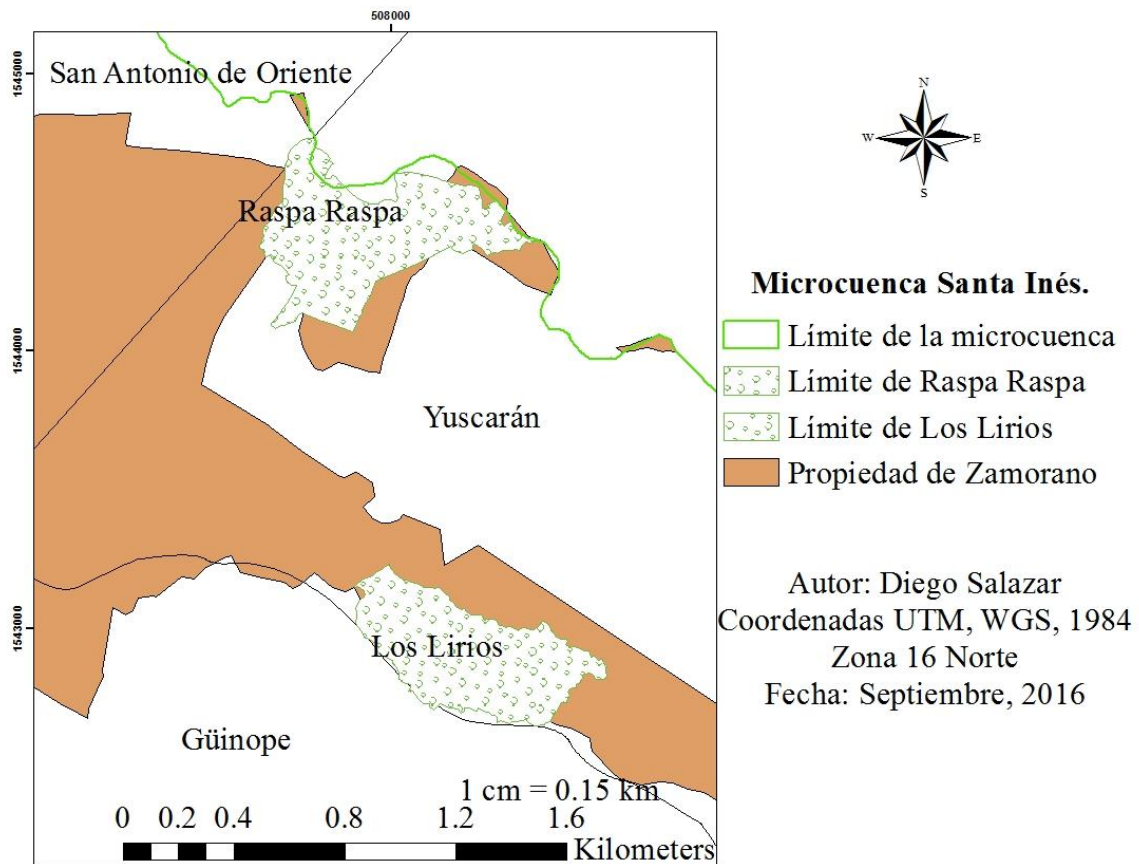 508000
1545000
San Antonio de Oriente
N
W
E
S
Raspa Raspa
Microcuenca Santa Inés.
Límite de la microcuenca
1544000
Límite de Raspa Raspa
Yuscarán
Límite de Los Lirios
Propiedad de Zamorano
1543000
Los Lirios
Autor: Diego Salazar
Coordenadas UTM, WGS, 1984
Zona 16 Norte
Fecha: Septiembre, 2016
Güinope
1 cm = 0.15 km
0 0.2 0.4 0.8 1.2 1.6
Kilometers